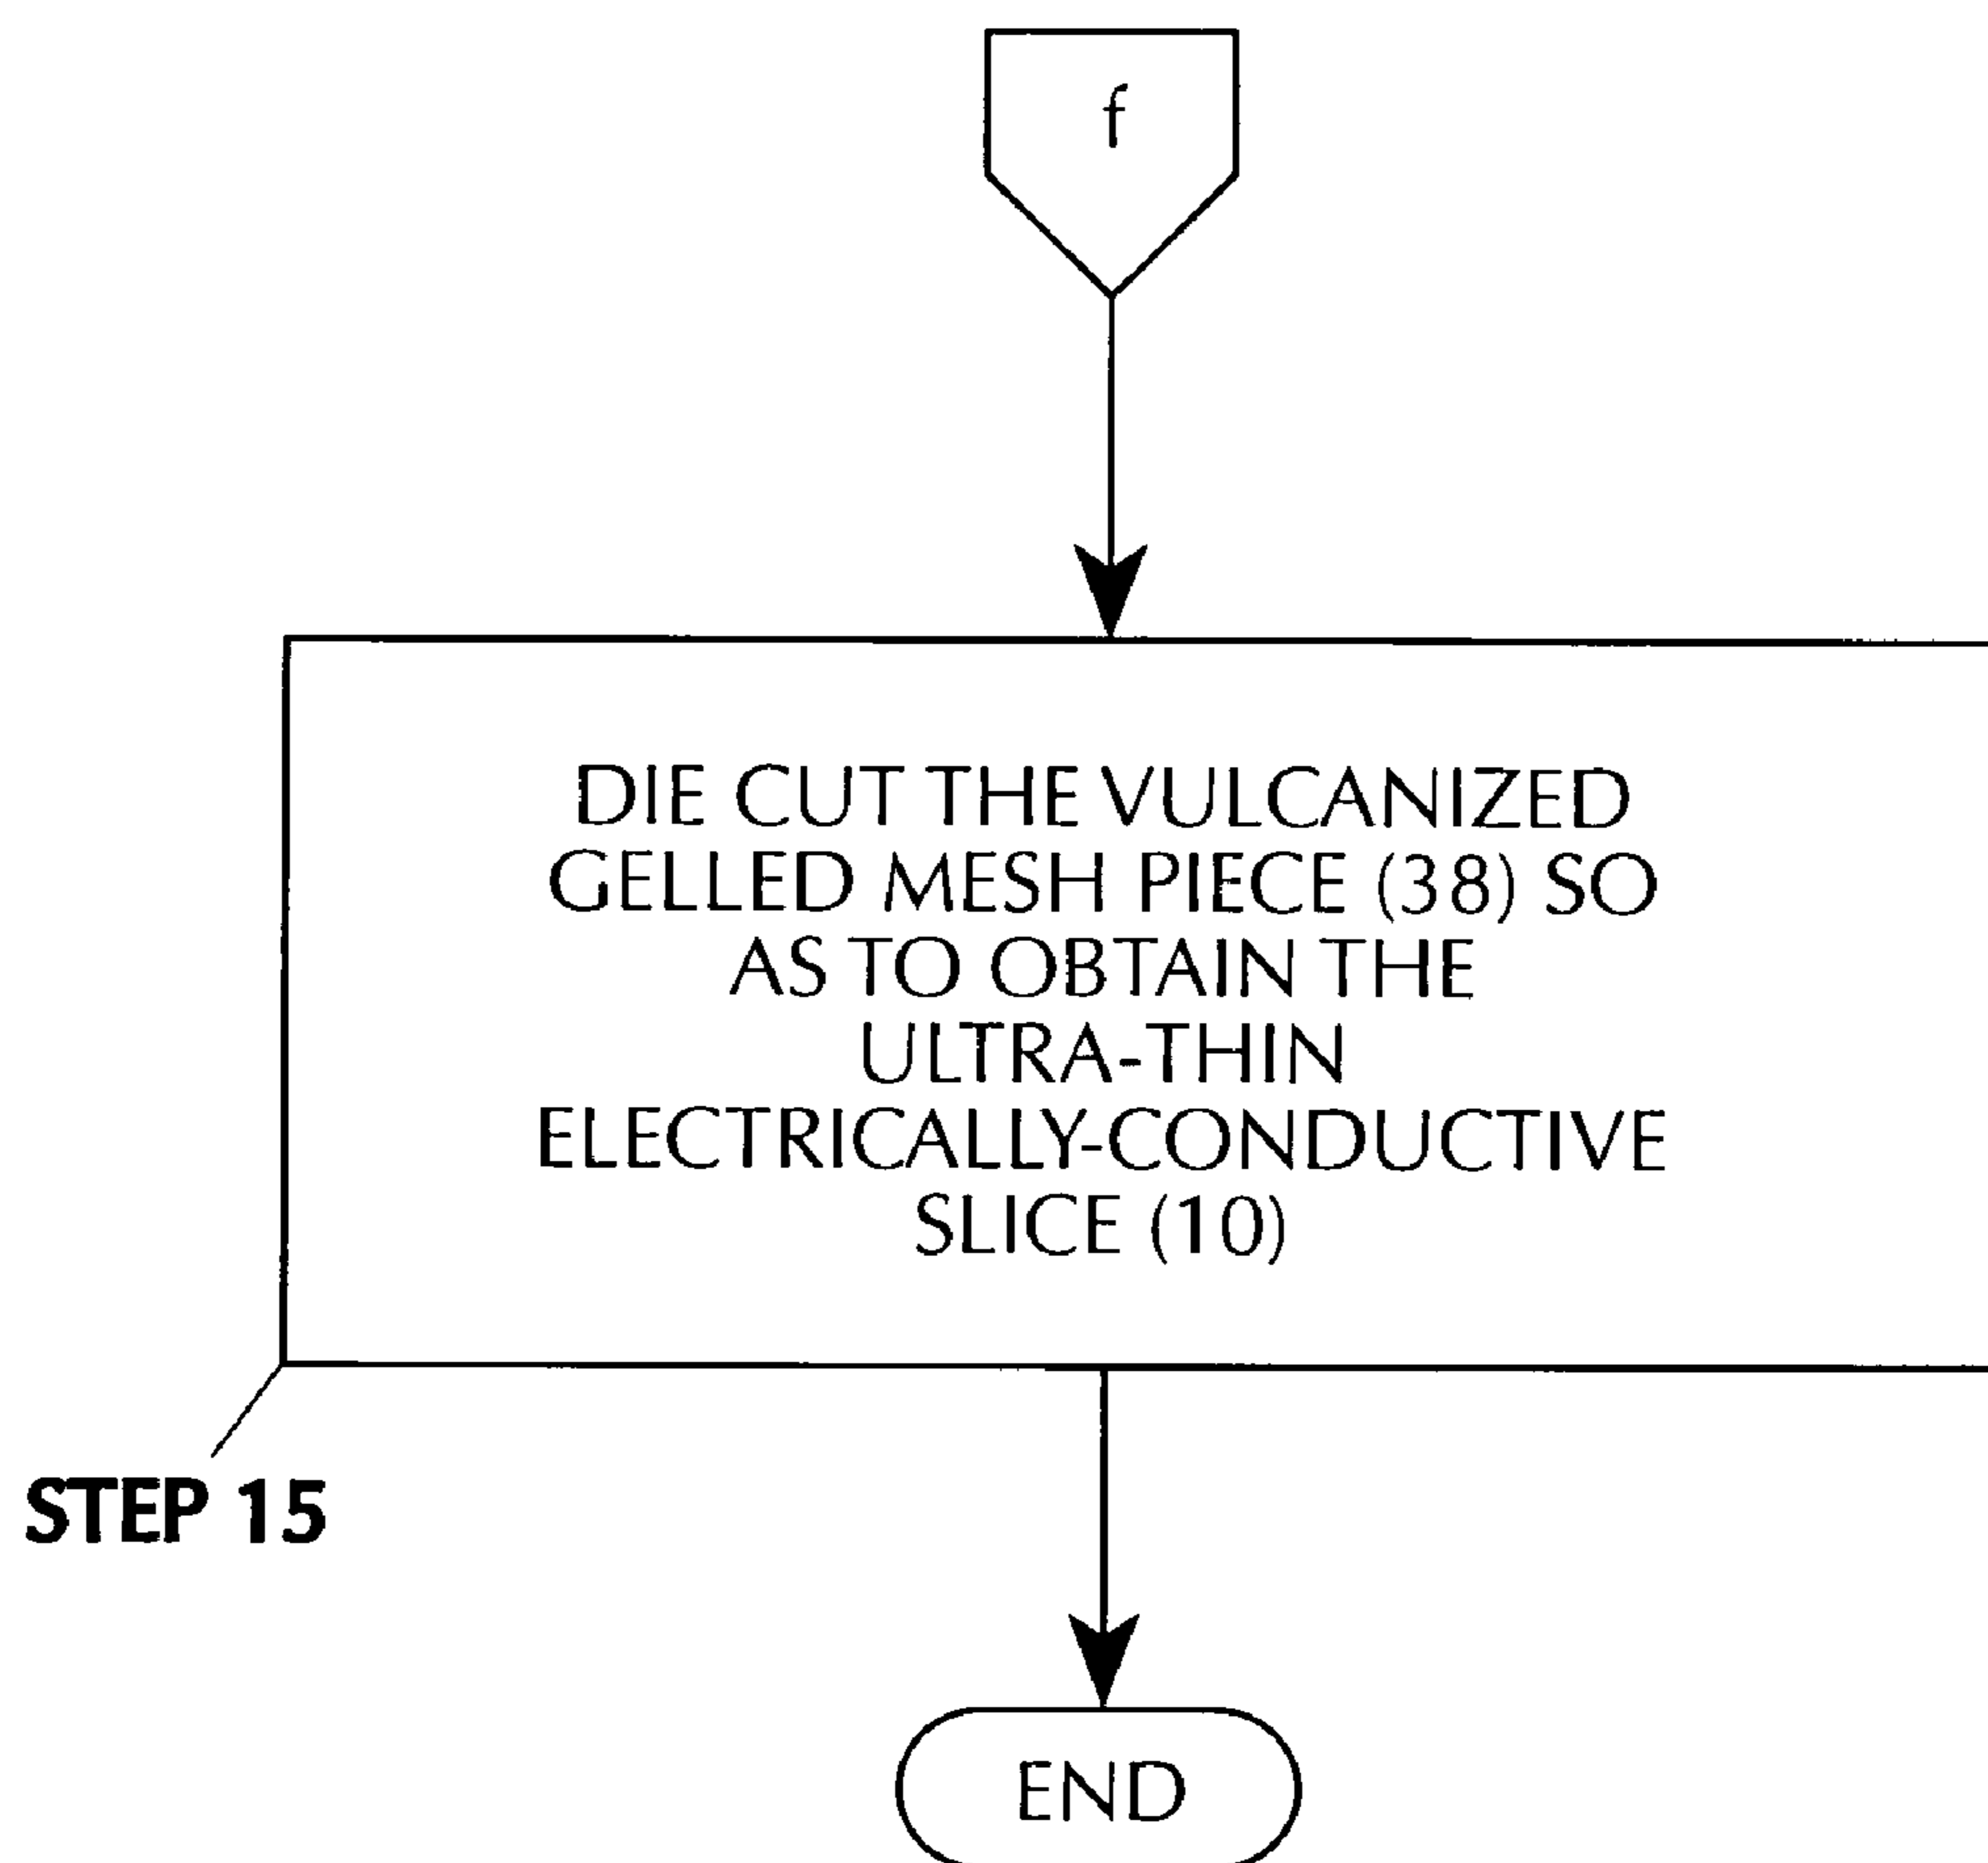 f
DIE CUT THE VULCANIZED
GELLED MESH PIECE (38) SO
AS TO OBTAIN THE
ULTRA-THIN
ELECTRICALLY-CONDUCTIVE
SLICE (10)
STEP 15
END